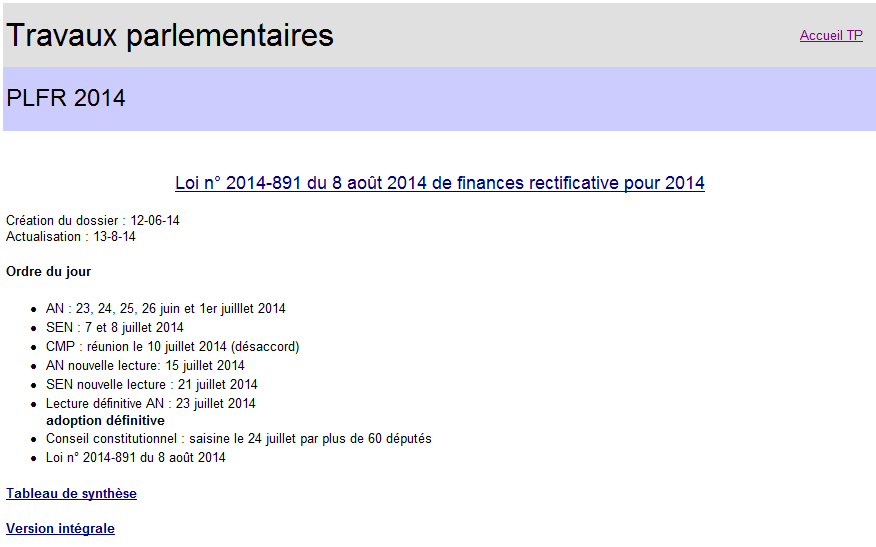 Travaux parlementaires
Accueil TP
PLFR 2014
Loi n° 2014-891 du 8 août 2014 de finances rectificative pour 2014
Création du dossier : 12-06-14
Actualisation : 13-8-14
Ordre du jour
• AN : 23, 24, 25, 26 juin et 1er juilllet 2014
• SEN : 7 et 8 juillet 2014
• CMP : réunion le 10 juillet 2014 (désaccord)
• AN nouvelle lecture: 15 juillet 2014
• SEN nouvelle lecture : 21 juillet 2014
• Lecture définitive AN : 23 juillet 2014
adoption définitive
• Conseil constitutionnel : saisine le 24 juillet par plus de 60 députés
• Loi n° 2014-891 du 8 août 2014
Tableau de synthèse
Version intégrale